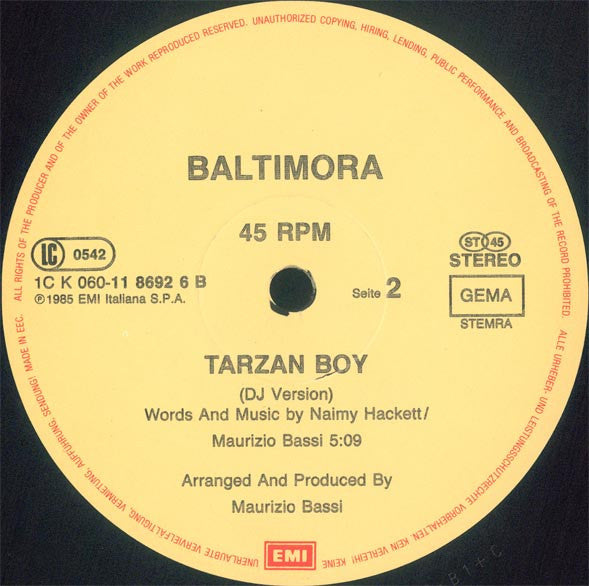 ALL RIGHTS OF THE PRODUCER AND OF THE OWNER OF THE WORK REPRODUCED RESERVED. UNAUTHORIZED COPYING, HIRING, LENDING, PUBLIC PERFORMANCE AND BROADCASTING OF THE RECORD PROHIBITED.
ALLE URHEBER- UND LEISTUNGSSCHUTZRECHTE VORBEHALTEN KEIN VERLEIH! KEINE UNERLAUBTE VERVIELFÄLTIGUNG, VERMIETUNG, AUFFÜHRUNG, SENDUNG! MADE IN EEC.
BALTIMORA
45 RPM
LC 0542
1C K 060-11 8692 6 B
℗1985 EMI Italiana S.P.A.
Seite 2
ST 45
STEREO
GEMA
STEMRA
TARZAN BOY
(DJ Version)
Words And Music by Naimy Hackett/
Maurizio Bassi 5:09
Arranged And Produced By
Maurizio Bassi
EMI